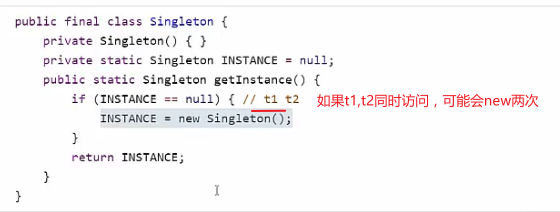 public final class Singleton {
private Singleton() { }
private static Singleton INSTANCE = null;
public static Singleton getInstance() {
if (INSTANCE == null) { // t1 t2 如果t1,t2同时访问，可能会new两次
INSTANCE = new Singleton();
}
return INSTANCE;
}
}